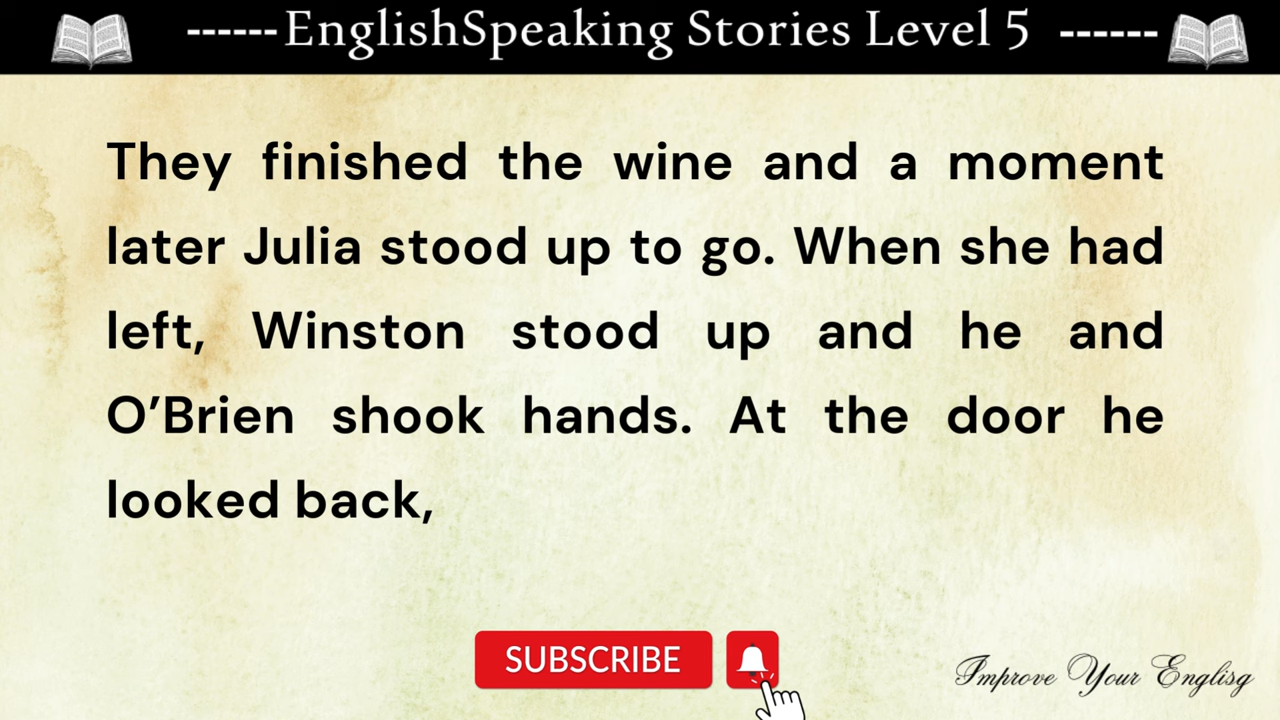 ------EnglishSpeaking Stories Level 5 ------
They finished the wine and a moment
later Julia stood up to go. When she had
left, Winston stood up and he and
O’Brien shook hands. At the door he
looked back,
SUBSCRIBE
Improve Your Englisg